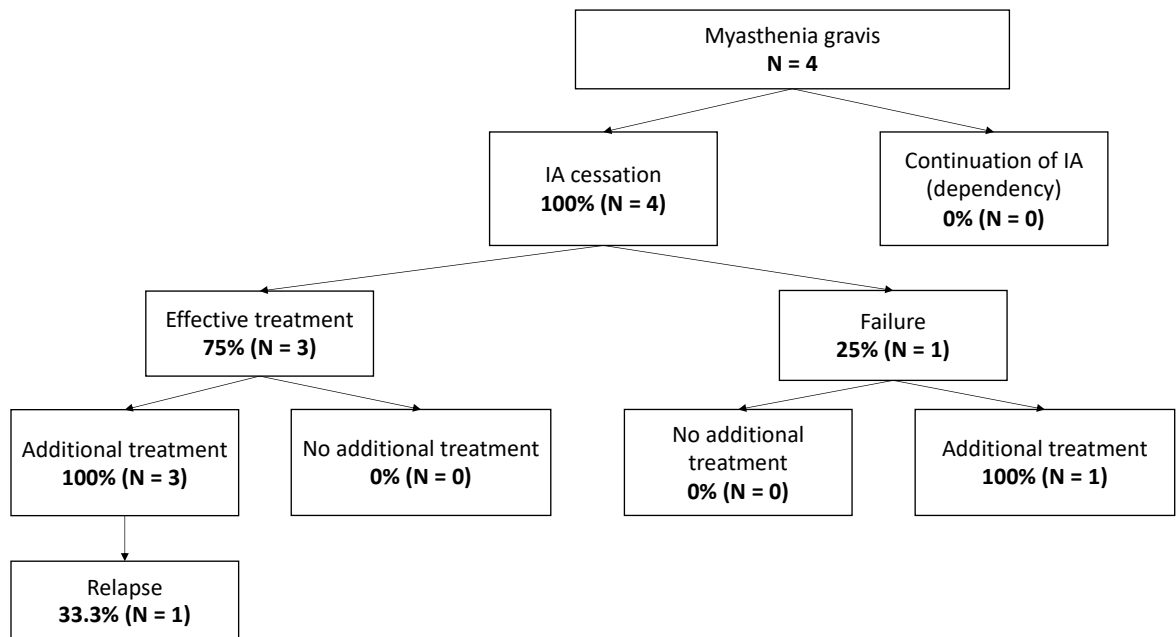 Myasthenia gravis
N = 4
IA cessation
100% (N = 4)
Continuation of IA
(dependency)
0% (N = 0)
Effective treatment
75% (N = 3)
Failure
25% (N = 1)
Additional treatment
100% (N = 3)
No additional treatment
0% (N = 0)
No additional
treatment
0% (N = 0)
Additional treatment
100% (N = 1)
Relapse
33.3% (N = 1)